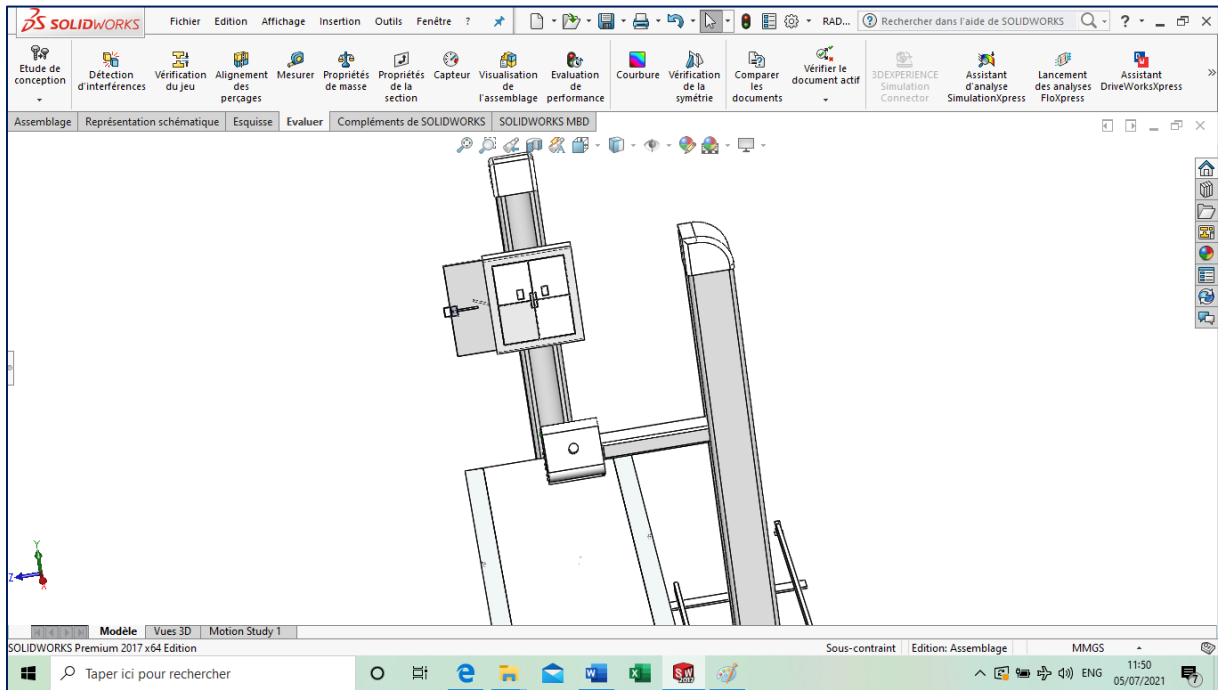 SOLIDWORKS Fichier Edition Affichage Insertion Outils Fenêtre ? RAD... Rechercher dans l'aide de SOLIDWORKS ?
Etude de
conception
Détection
d'interférences
Vérification
du jeu
Alignement
des
perçages
Mesurer
Propriétés
de masse
Propriétés
de la
section
Capteur
Visualisation
de
l'assemblage
Evaluation
de
performance
Courbure
Vérification
de la
symétrie
Comparer
les
documents
Vérifier le
document actif
3DEXPERIENCE
Simulation
Connector
Assistant
d'analyse
SimulationXpress
Lancement
des analyses
FloXpress
Assistant
DriveWorksXpress
Assemblage Représentation schématique Esquisse Evaluer Compléments de SOLIDWORKS SOLIDWORKS MBD
Y
Z
X
Modèle Vues 3D Motion Study 1
SOLIDWORKS Premium 2017 x64 Edition Sous-contraint Edition: Assemblage MMGS
Taper ici pour rechercher ENG 11:50
05/07/2021